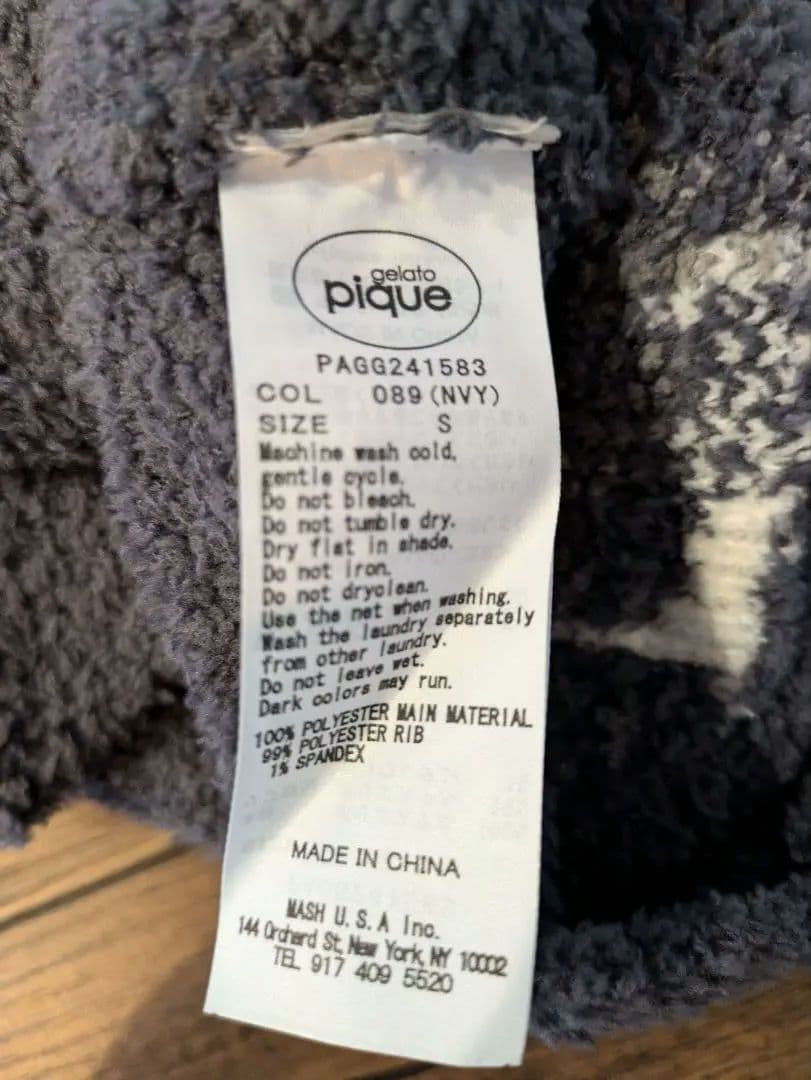 gelato
pique
PAGG241583
COL 089 (NVY)
SIZE S
Machine wash cold,
gentle cycle.
Do not bleach.
Do not tumble dry.
Dry flat in shade.
Do not iron.
Do not dryclean.
Use the net when washing.
Wash the laundry separately
from other laundry.
Do not leave wet.
Dark colors may run.
100% POLYESTER MAIN MATERIAL
99% POLYESTER RIB
1% SPANDEX
MADE IN CHINA
MASH U.S.A Inc.
144 Orchard St, New York, NY 10002
TEL 917 409 5520